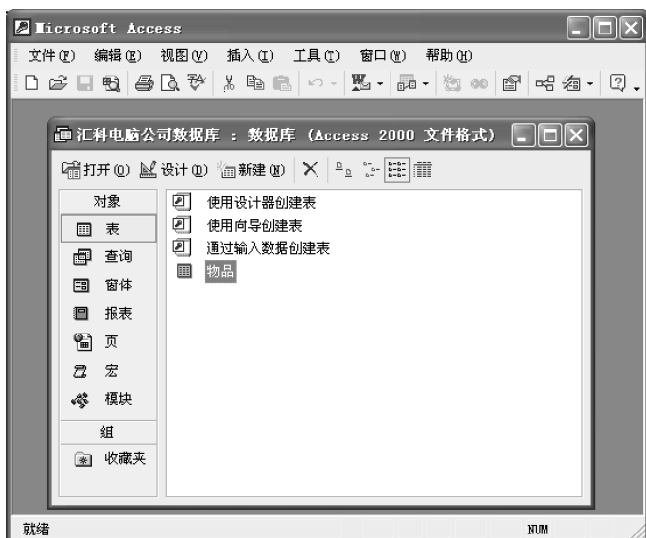 Microsoft Access
文件(F) 编辑(E) 视图(V) 插入(I) 工具(T) 窗口(W) 帮助(H)
汇科电脑公司数据库 : 数据库 (Access 2000 文件格式)
打开(O) 设计(D) 新建(N)
对象
表
查询
窗体
报表
页
宏
模块
组
收藏夹
使用设计器创建表
使用向导创建表
通过输入数据创建表
物品
就绪
NUM